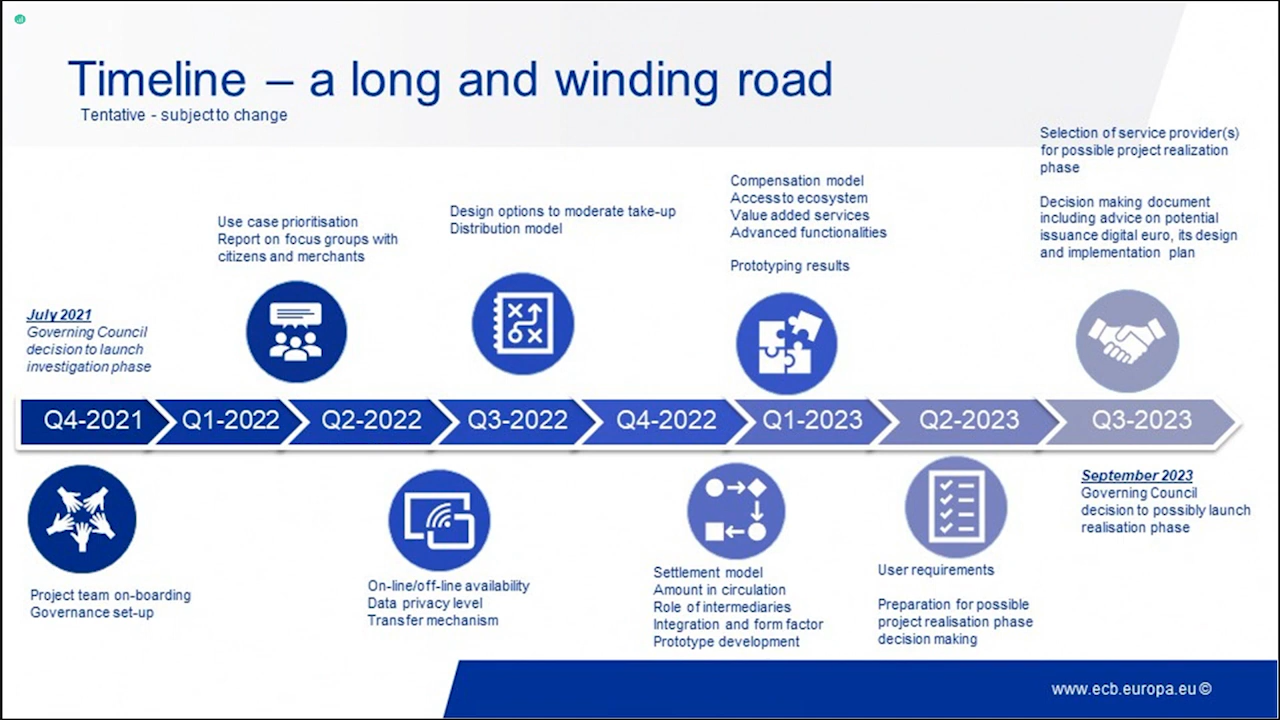 Timeline – a long and winding road
Tentative - subject to change
July 2021
Governing Council
decision to launch
investigation phase
Use case prioritisation
Report on focus groups with
citizens and merchants
Design options to moderate take-up
Distribution model
Compensation model
Access to ecosystem
Value added services
Advanced functionalities
Prototyping results
Selection of service provider(s)
for possible project realization
phase
Decision making document
including advice on potential
issuance digital euro, its design
and implementation plan
Q4-2021
Q1-2022
Q2-2022
Q3-2022
Q4-2022
Q1-2023
Q2-2023
Q3-2023
Project team on-boarding
Governance set-up
On-line/off-line availability
Data privacy level
Transfer mechanism
Settlement model
Amount in circulation
Role of intermediaries
Integration and form factor
Prototype development
User requirements
Preparation for possible
project realisation phase
decision making
September 2023
Governing Council
decision to possibly launch
realisation phase
www.ecb.europa.eu ©